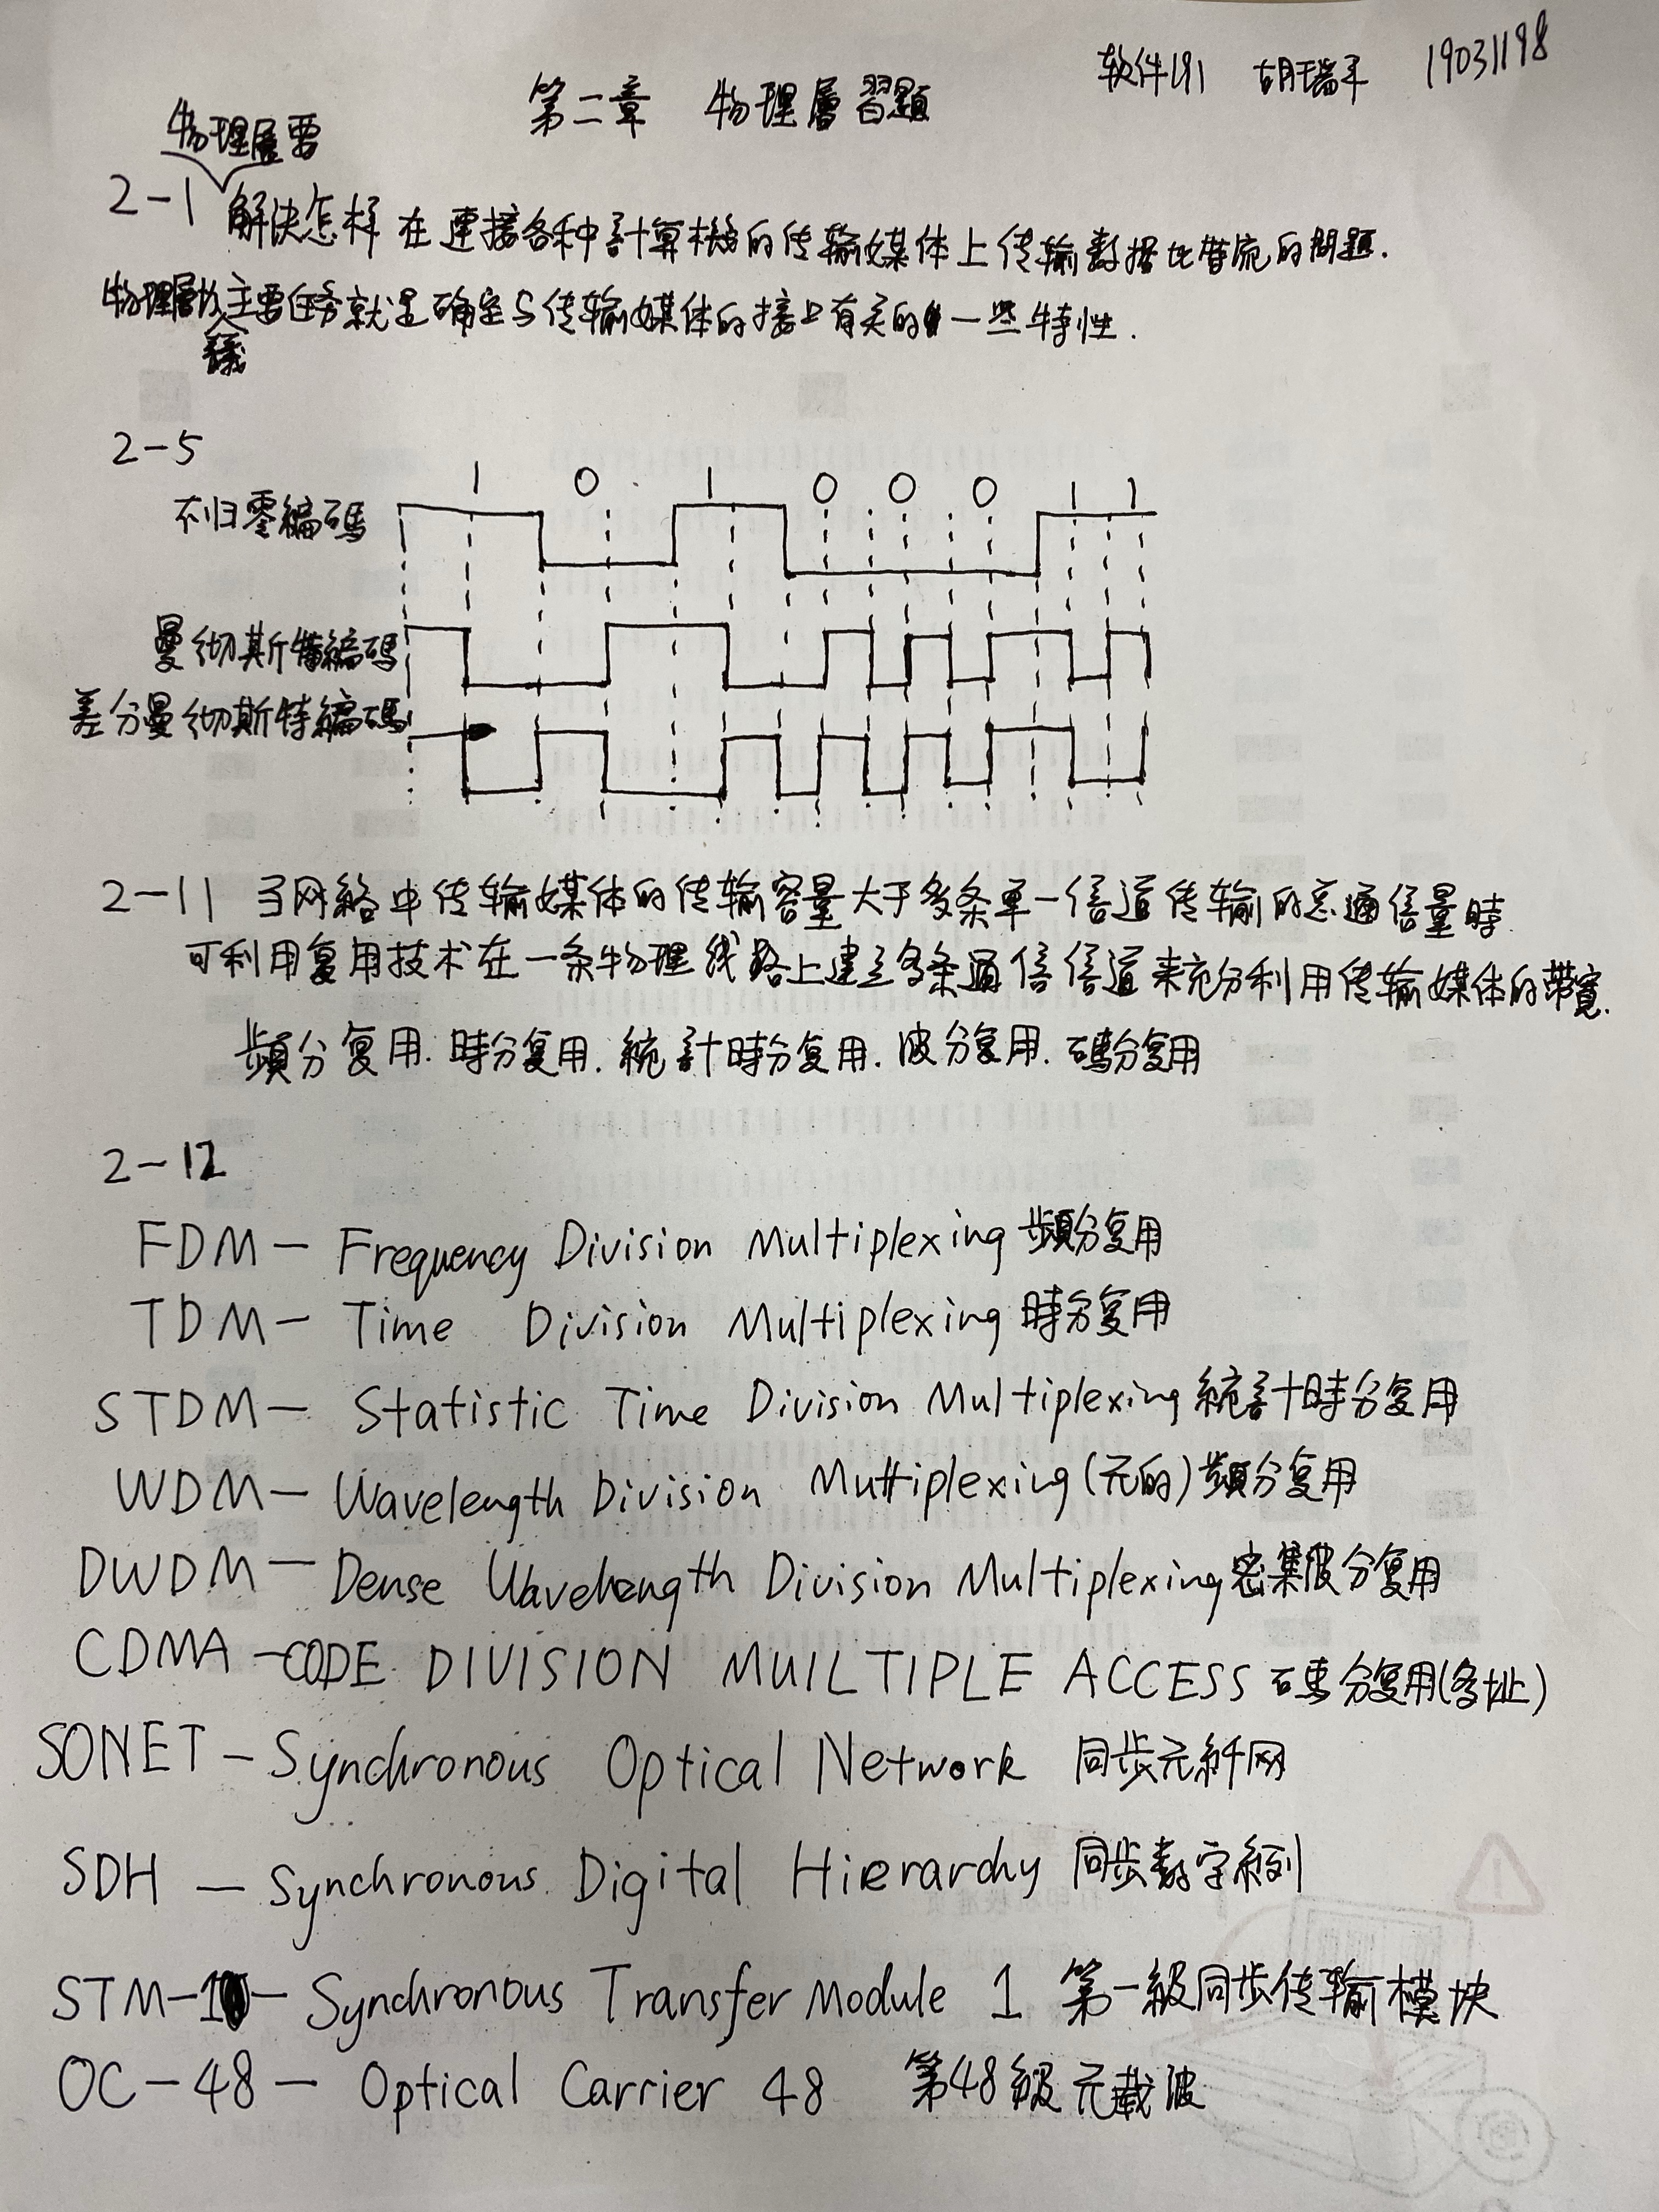 软件191 胡瑞平 19031198
第二章 物理層習題
物理層要
2-1 解決怎样在連接各种計算機的传输媒体上传输數据比特流的問題.
物理層协主要任务就是确定与传输媒体的接口有关的一些特性.
議
2-5
1 0 1 0 0 0 1 1
不归零編碼
曼彻斯特編碼
差分曼彻斯特編碼
2-11 当网絡中传输媒体的传输容量大于多条單一信道传输的总通信量時
可利用复用技术在一条物理线路上建立多条通信信道来充分利用传输媒体的带寬.
頻分复用. 時分复用. 統計時分复用. 波分复用. 碼分复用
2-12
FDM — Frequency Division Multiplexing 頻分复用
TDM — Time Division Multiplexing 時分复用
STDM — Statistic Time Division Multiplexing 統計時分复用
WDM — Wavelength Division Multiplexing (光的) 頻分复用
DWDM — Dense Wavelength Division Multiplexing 密集波分复用
CDMA — CODE DIVISION MUILTIPLE ACCESS 碼分复用(多址)
SONET — Synchronous Optical Network 同步光纤网
SDH — Synchronous Digital Hierarchy 同步數字系列
STM-1 — Synchronous Transfer Module 1 第一級同步传输模块
OC-48 — Optical Carrier 48 第48級光載波